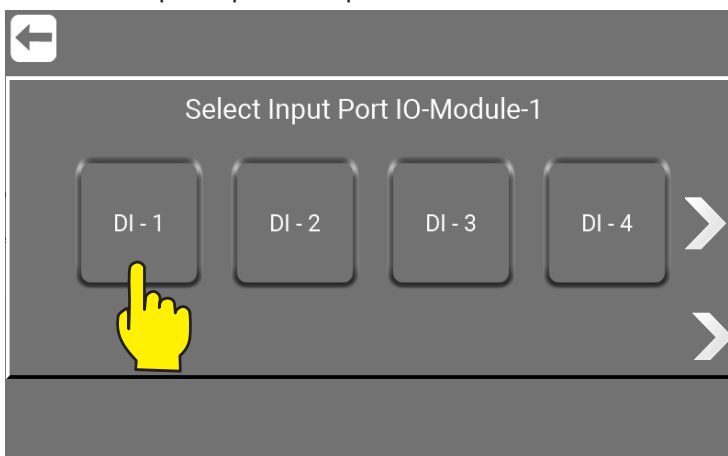 Select Input Port IO-Module-1
DI - 1 DI - 2 DI - 3 DI - 4